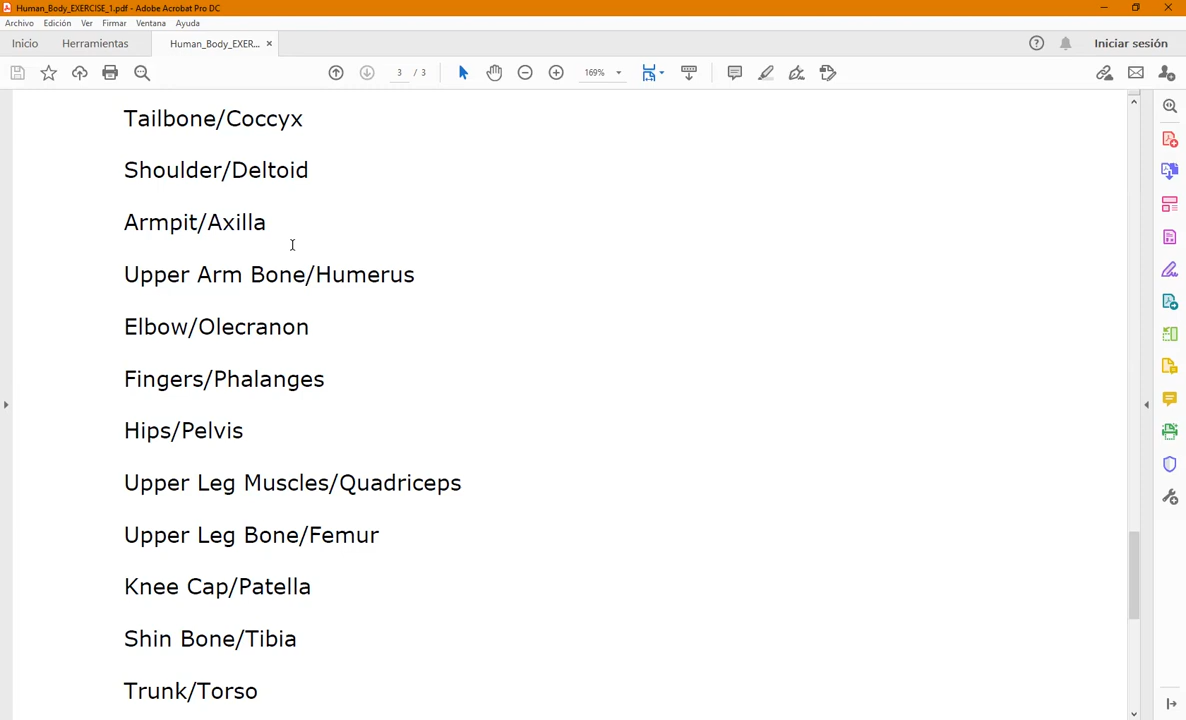 Human_Body_EXERCISE_1.pdf - Adobe Acrobat Pro DC
Archivo Edición Ver Firmar Ventana Ayuda
Inicio Herramientas Human_Body_EXER... × Iniciar sesión
3 / 3 169%
Tailbone/Coccyx
Shoulder/Deltoid
Armpit/Axilla
Upper Arm Bone/Humerus
Elbow/Olecranon
Fingers/Phalanges
Hips/Pelvis
Upper Leg Muscles/Quadriceps
Upper Leg Bone/Femur
Knee Cap/Patella
Shin Bone/Tibia
Trunk/Torso